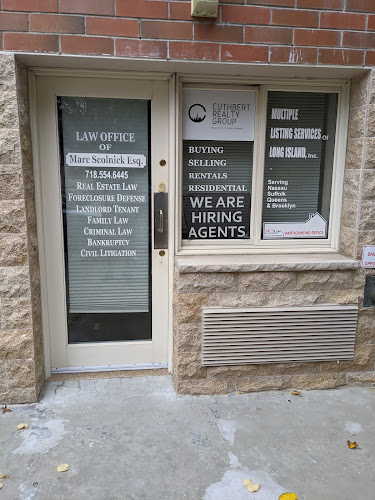 LAW OFFICE
OF
Marc Scolnick Esq.
718.554.6445
REAL ESTATE LAW
FORECLOSURE DEFENSE
LANDLORD TENANT
FAMILY LAW
CRIMINAL LAW
BANKRUPTCY
CIVIL LITIGATION
CUTHBERT
REALTY
GROUP
BUYING
SELLING
RENTALS
RESIDENTIAL
WE ARE
HIRING
AGENTS.
MULTIPLE
LISTING SERVICES OF
LONG ISLAND, Inc.
Serving
Nassau
Suffolk
Queens
& Brooklyn
PARTICIPATING OFFICE